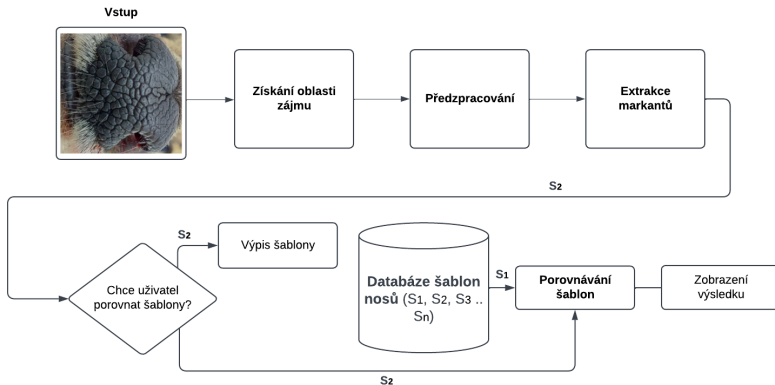 Vstup
Získání oblasti
zájmu
Předzpracování
Extrakce
markantů
S2
S2
Výpis šablony
Chce uživatel
porovnat šablony?
Databáze šablon
nosů (S1, S2, S3 ..
Sn)
S1
Porovnávání
šablon
Zobrazení
výsledku
S2